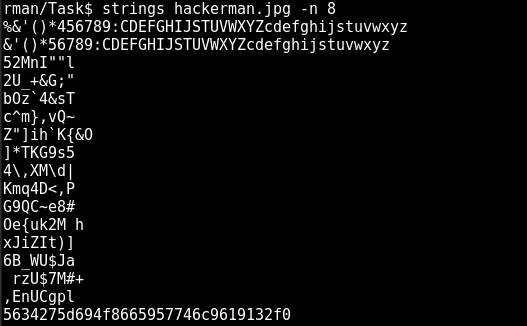 rman/Task$ strings hackerman.jpg -n 8
%&'()*456789:CDEFGHIJSTUVWXYZcdefghijstuvwxyz
&'()*56789:CDEFGHIJSTUVWXYZcdefghijstuvwxyz
52MnI""l
2U_+&G;"
bOz`4&sT
c^m},vQ~
Z"]ih`K{&O
]*TKG9s5
4\,XM\d|
Kmq4D<,P
G9QC~e8#
Oe{uk2M h
xJiZIt)]
6B_WU$Ja
 rzU$7M#+
,EnUCgpl
5634275d694f8665957746c9619132f0